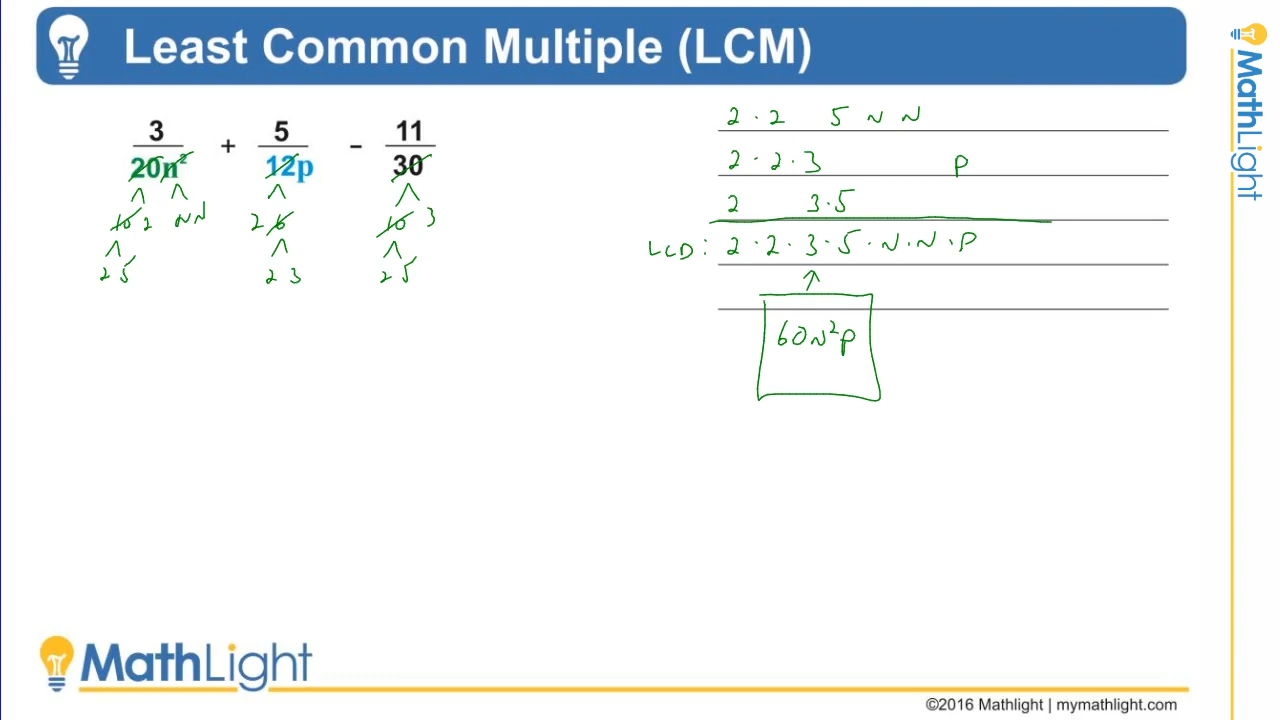 Least Common Multiple (LCM)
MathLight
3 + 5 - 11
20n² 12p 30
10 2 N N 2 6 10 3
2 5 2 3 2 5
2 · 2 5 N N
2 · 2 · 3 P
2 3 · 5
LCD: 2 · 2 · 3 · 5 · N · N · P
60N²P
MathLight
©2016 Mathlight | mymathlight.com